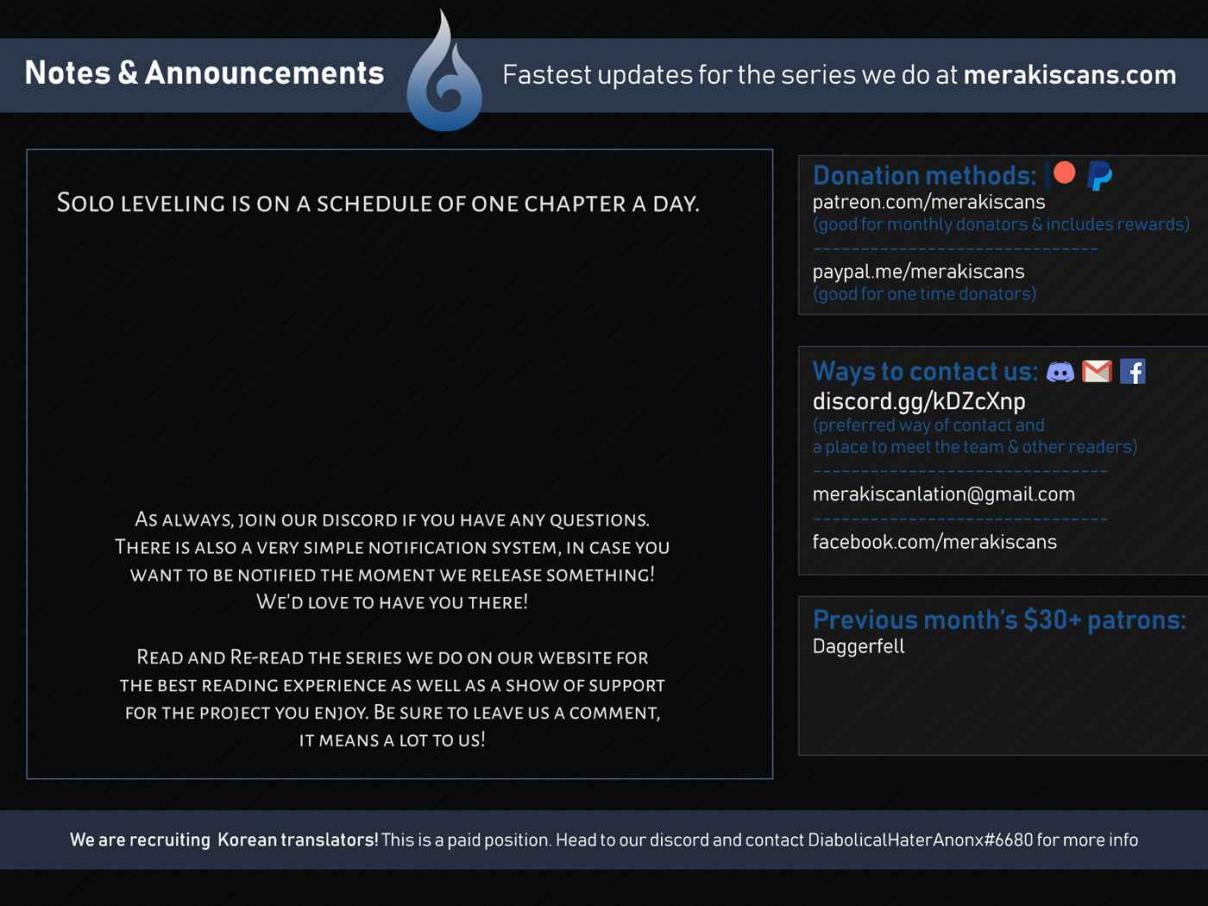 Notes & Announcements
Fastest updates for the series we do at merakiscans.com
Solo leveling is on a schedule of one chapter a day.
As always, join our discord if you have any questions.
There is also a very simple notification system, in case you
want to be notified the moment we release something!
We'd love to have you there!
Read and Re-read the series we do on our website for
the best reading experience as well as a show of support
for the project you enjoy. Be sure to leave us a comment,
it means a lot to us!
Donation methods:
patreon.com/merakiscans
(good for monthly donators & includes rewards)
paypal.me/merakiscans
(good for one time donators)
Ways to contact us:
discord.gg/kDZcXnp
(preferred way of contact and
a place to meet the team & other readers)
merakiscanlation@gmail.com
facebook.com/merakiscans
Previous month's $30+ patrons:
Daggerfell
We are recruiting Korean translators! This is a paid position. Head to our discord and contact DiabolicalHaterAnonx#6680 for more info